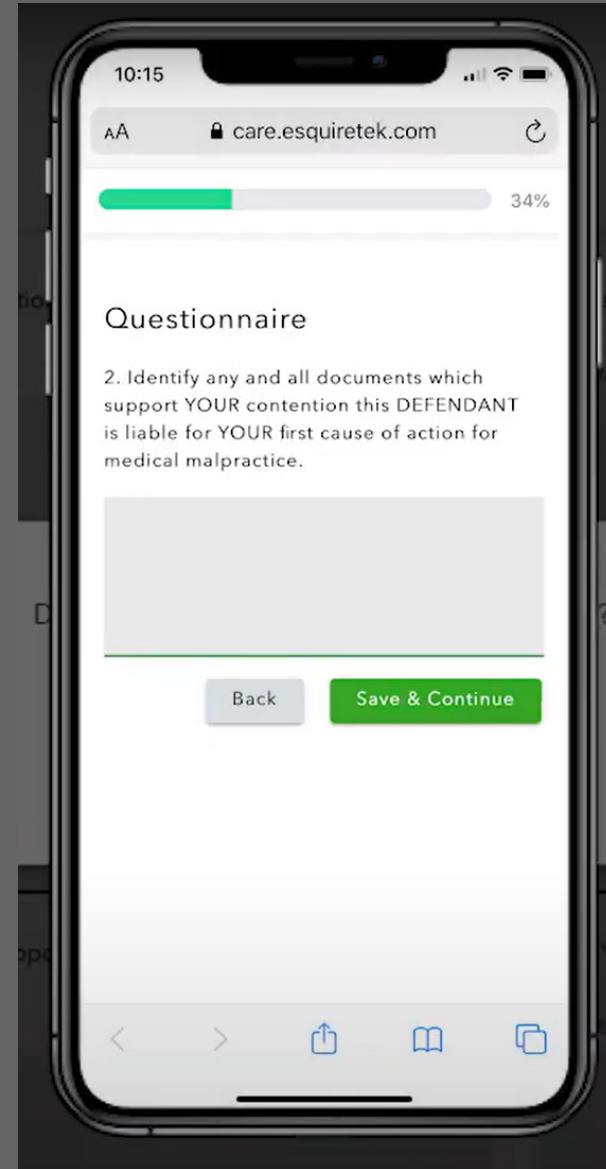 10:15
AA care.esquiretek.com
34%
Questionnaire
2. Identify any and all documents which
support YOUR contention this DEFENDANT
is liable for YOUR first cause of action for
medical malpractice.
Back Save & Continue